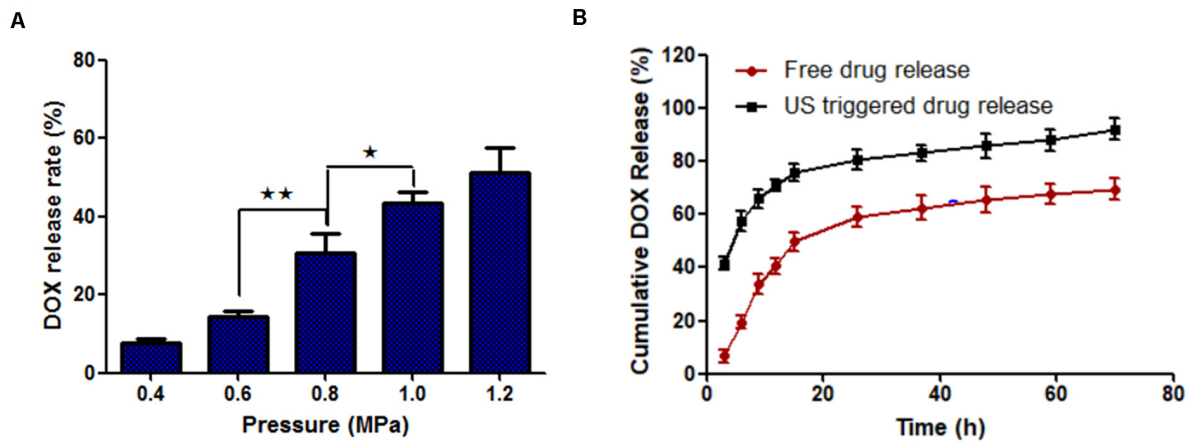 A
80
60
40
20
0
DOX release rate (%)
★★
★
0.4 0.6 0.8 1.0 1.2
Pressure (MPa)
B
120
100
80
60
40
20
0
Cumulative DOX Release (%)
Free drug release
US triggered drug release
0 20 40 60 80
Time (h)